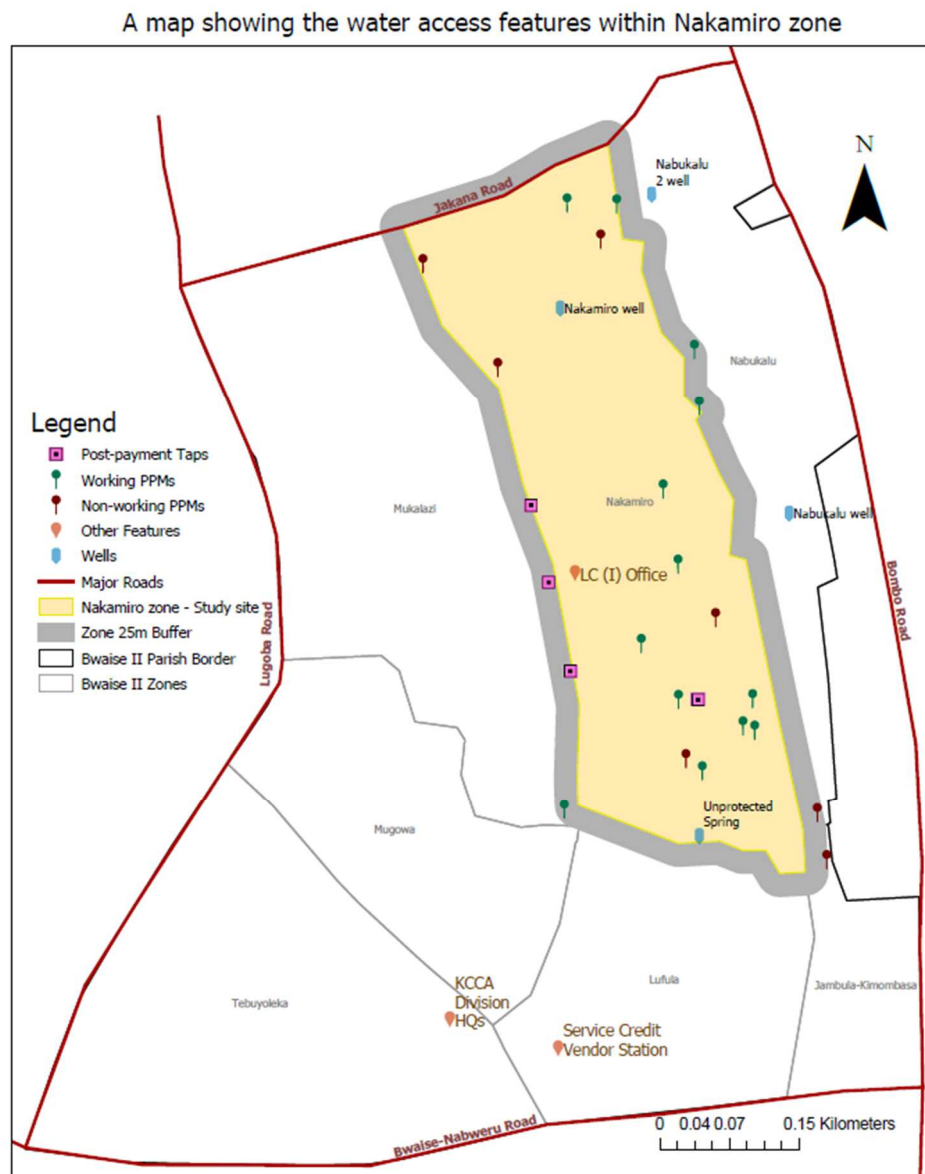 A map showing the water access features within Nakamiro zone
N
Jakana Road
Nabukalu
2 well
Nakamiro well
Nabukalu
Legend
Post-payment Taps
Working PPMs
Non-working PPMs
Other Features
Wells
Major Roads
Nakamiro zone - Study site
Zone 25m Buffer
Bwaise II Parish Border
Bwaise II Zones
Mukalazi
Nakamiro
Nabukalu well
LC (I) Office
Bombo Road
Lugoba Road
Unprotected
Spring
Mugowa
Tebuyoleka
KCCA
Division
HQs
Lufula
Jambula-Kimombasa
Service Credit
Vendor Station
Bwaise-Nabweru Road
0 0.04 0.07 0.15 Kilometers